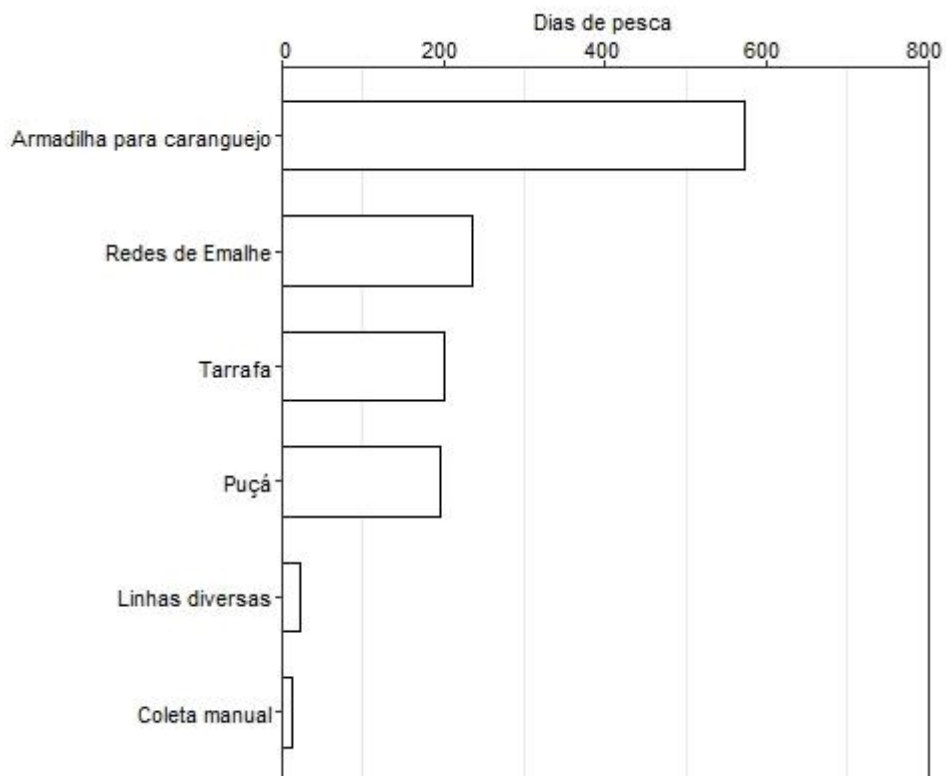 Dias de pesca
0 200 400 600 800
Armadilha para caranguejo
Redes de Emalhe
Tarrafa
Puçá
Linhas diversas
Coleta manual